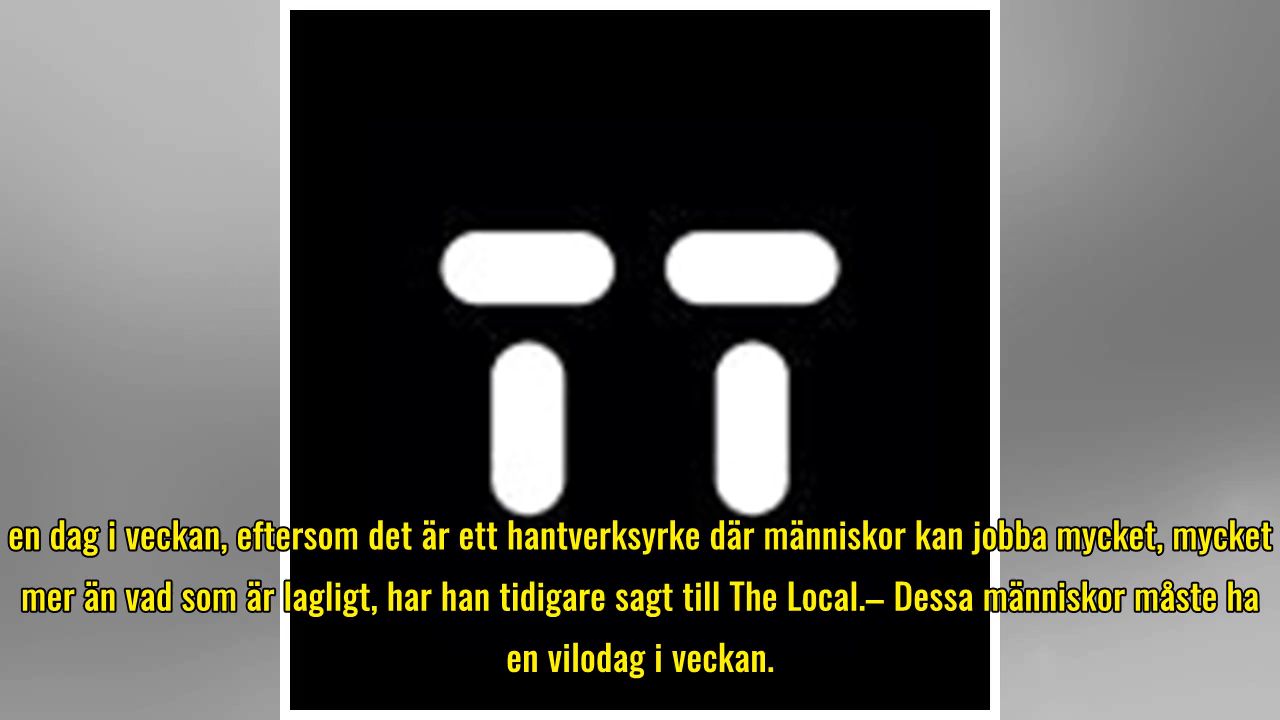 TT
en dag i veckan, eftersom det är ett hantverksyrke där människor kan jobba mycket, mycket
mer än vad som är lagligt, har han tidigare sagt till The Local.– Dessa människor måste ha
en vilodag i veckan.